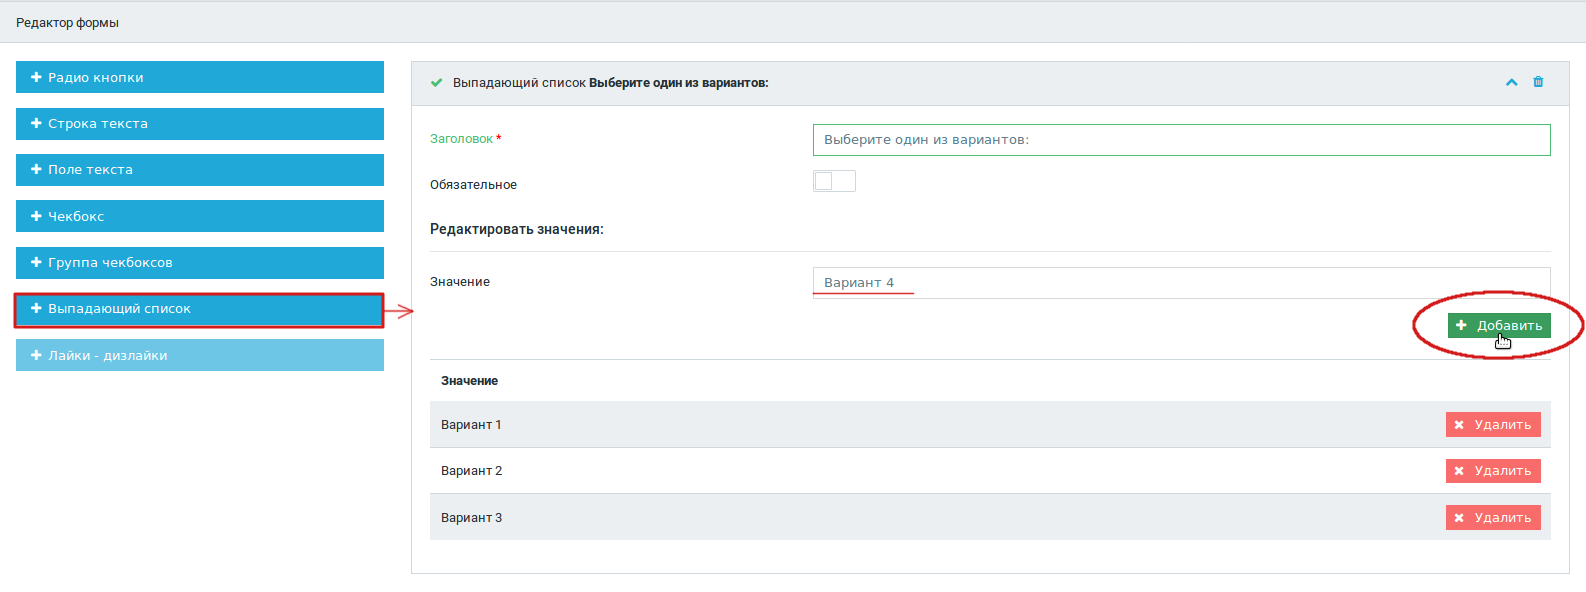 Редактор формы
Радио кнопки
Строка текста
Поле текста
Чекбокс
Группа чекбоксов
Выпадающий список
Лайки - дизлайки
Выпадающий список Выберите один из вариантов:
Заголовок * Выберите один из вариантов:
Обязательное
Редактировать значения:
Значение Вариант 4
Добавить
Значение
Вариант 1 Удалить
Вариант 2 Удалить
Вариант 3 Удалить